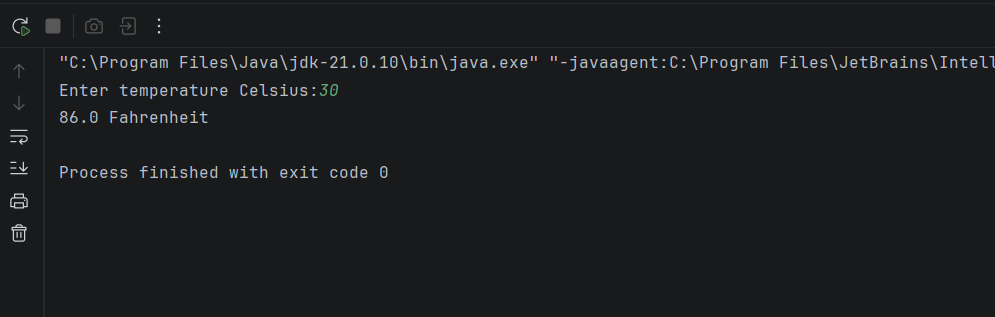 "C:\Program Files\Java\jdk-21.0.10\bin\java.exe" "-javaagent:C:\Program Files\JetBrains\Intell
Enter temperature Celsius:30
86.0 Fahrenheit
Process finished with exit code 0